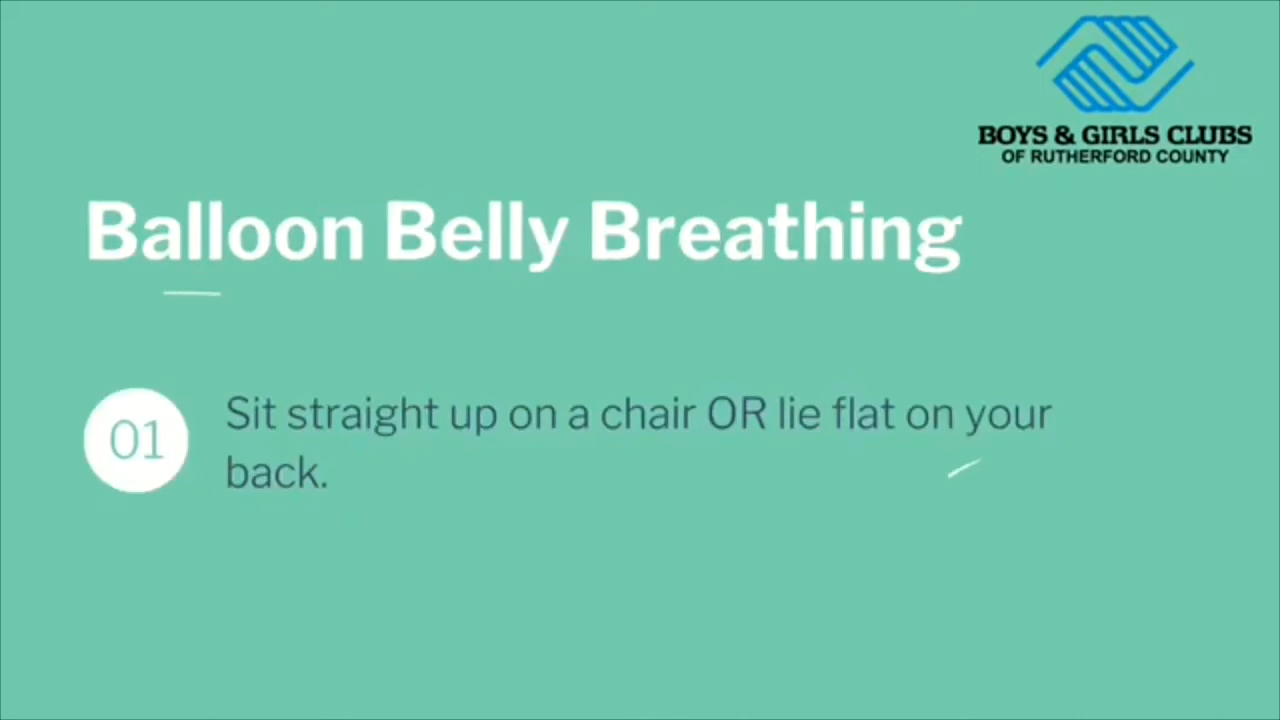 BOYS & GIRLS CLUBS
OF RUTHERFORD COUNTY
Balloon Belly Breathing
01
Sit straight up on a chair OR lie flat on your
back.